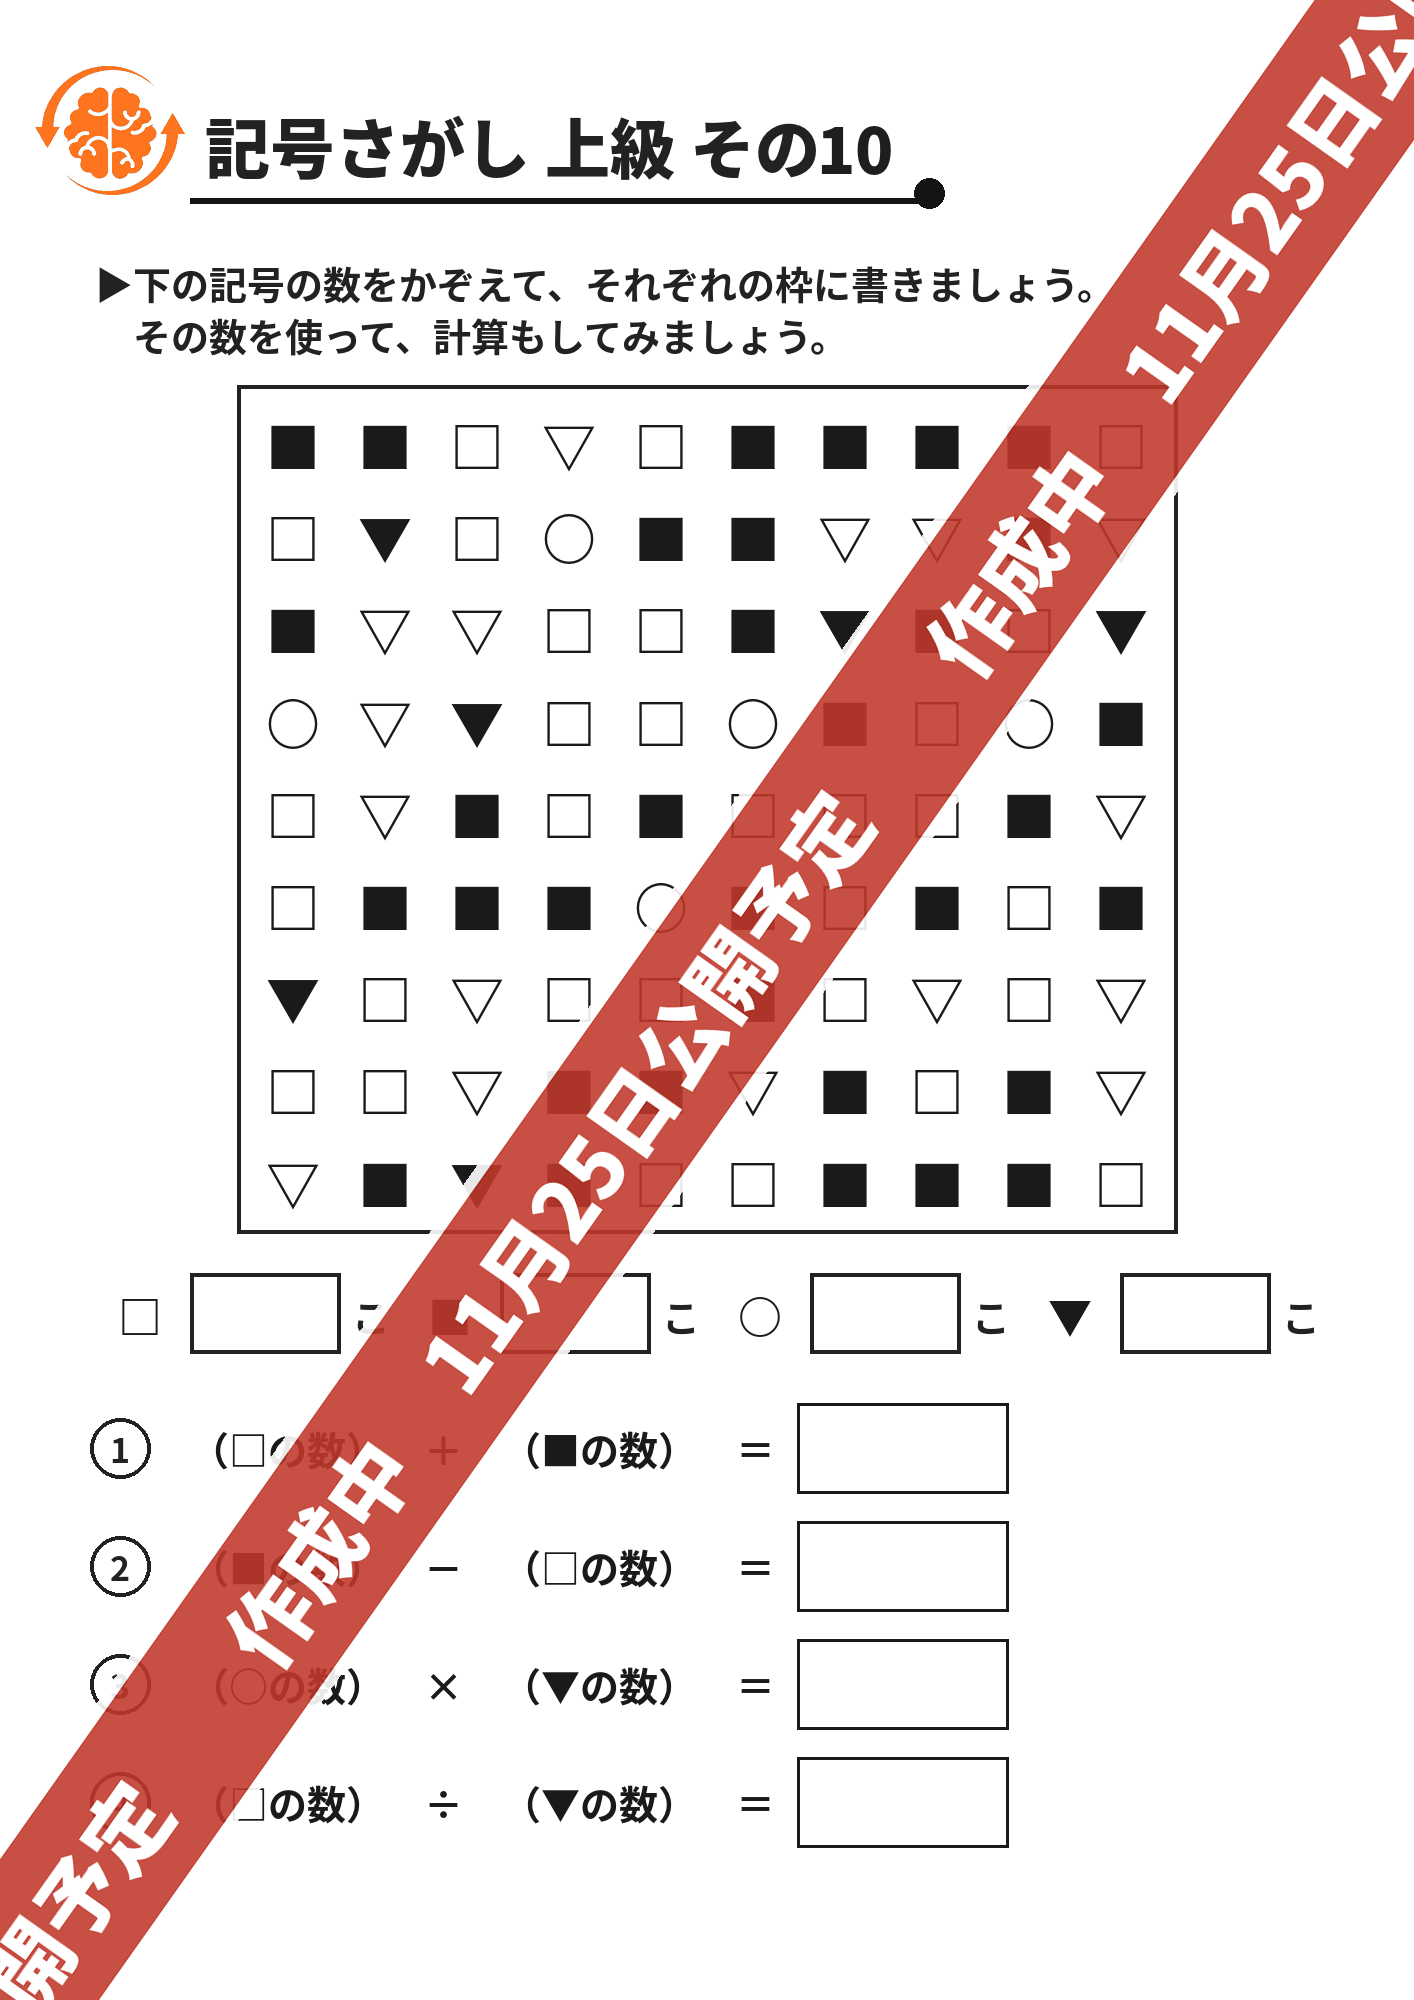 記号さがし 上級 その10
▶下の記号の数をかぞえて、それぞれの枠に書きましょう。
その数を使って、計算もしてみましょう。
■ ■ □ ▽ □ ■ ■ ■ ■ □
□ ▼ □ ○ ■ ■ ▽ ▽ ■ ▽
■ ▽ ▽ □ □ ■ ▼ ■ □ ▼
○ ▽ ▼ □ □ ○ ■ □ ○ ■
□ ▽ ■ □ ■ □ □ □ ■ ▽
□ ■ ■ ■ ○ ■ □ ■ □ ■
▼ □ ▽ □ □ ■ □ ▽ □ ▽
□ □ ▽ ■ ■ ▽ ■ □ ■ ▽
▽ ■ ▼ ■ □ □ ■ ■ ■ □
□ こ ■ こ ○ こ ▼ こ
① （□の数） ＋ （■の数） ＝
② （■の数） － （□の数） ＝
③ （○の数） × （▼の数） ＝
（□の数） ÷ （▼の数） ＝
開予定 作成中 11月25日公開予定 作成中 11月25日公